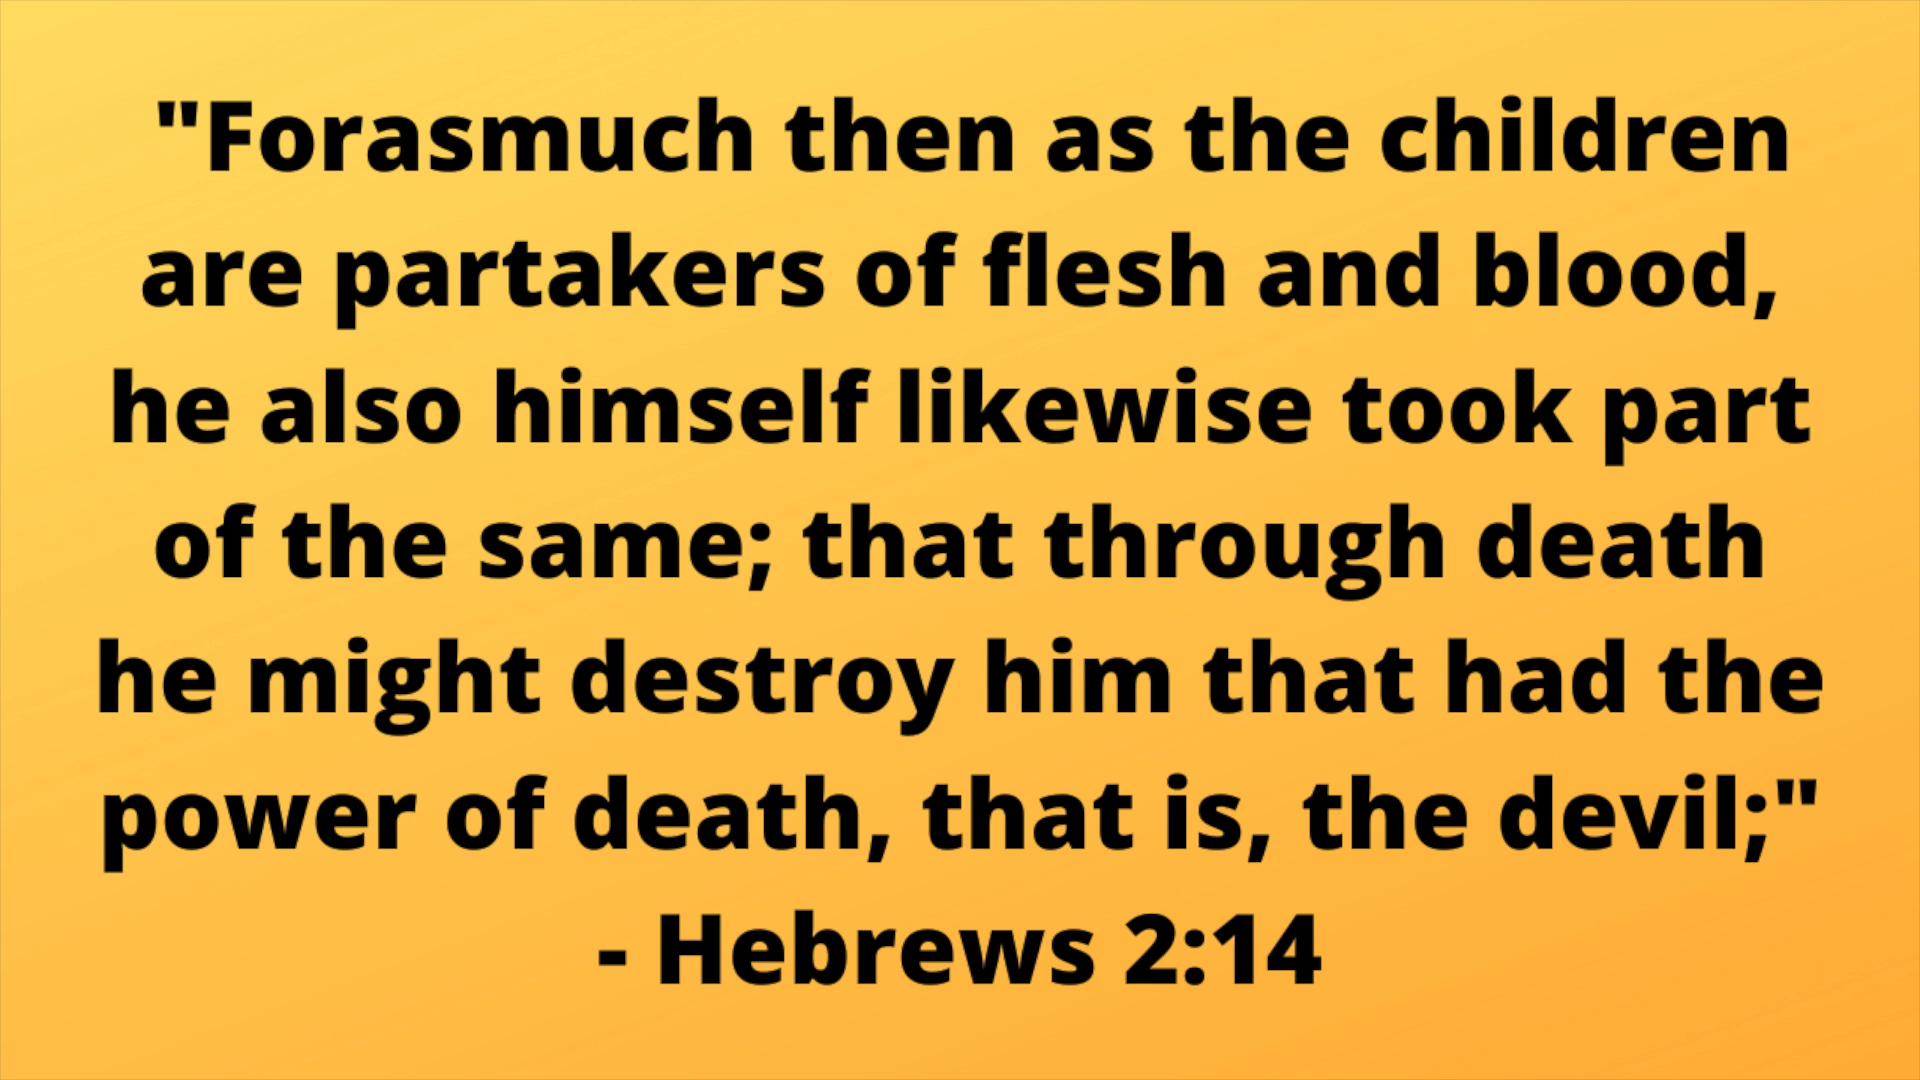 "Forasmuch then as the children
are partakers of flesh and blood,
he also himself likewise took part
of the same; that through death
he might destroy him that had the
power of death, that is, the devil;"
- Hebrews 2:14